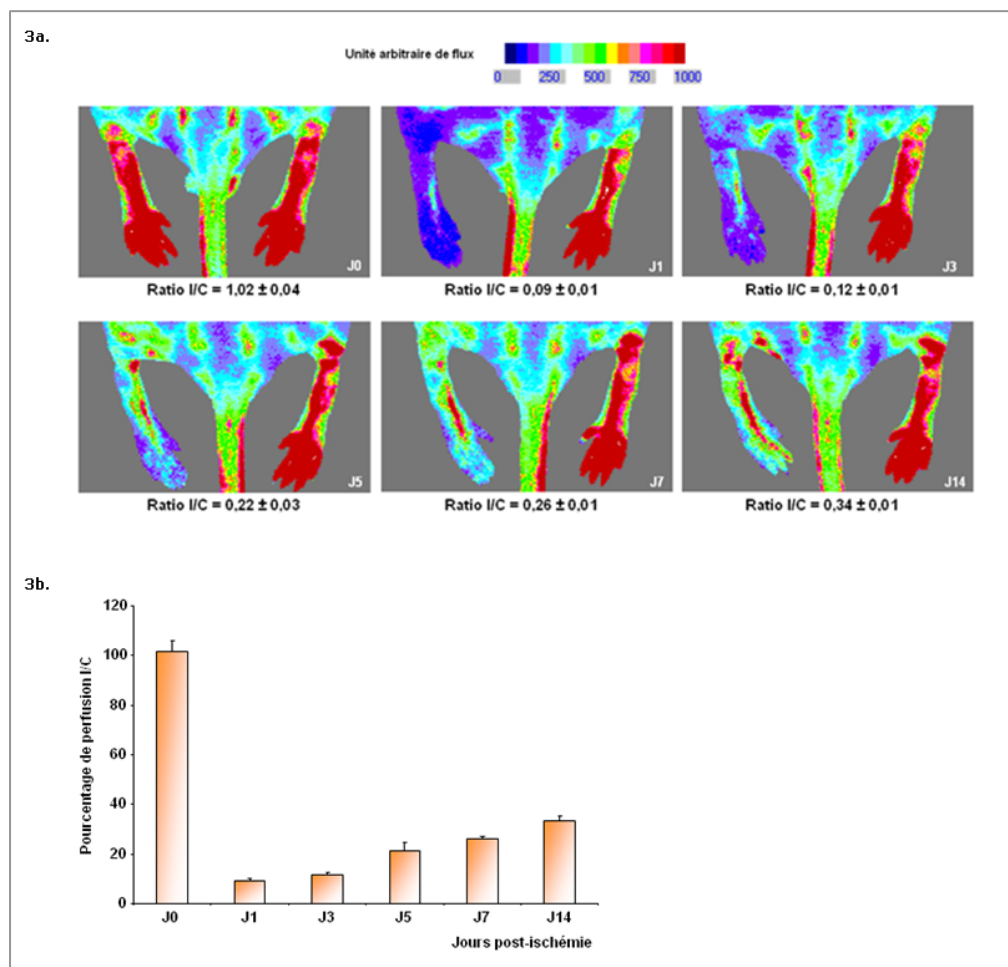 3a.
Unité arbitraire de flux
0 250 500 750 1000
J0 J1 J3
Ratio I/C = 1,02 ± 0,04 Ratio I/C = 0,09 ± 0,01 Ratio I/C = 0,12 ± 0,01
J5 J7 J14
Ratio I/C = 0,22 ± 0,03 Ratio I/C = 0,26 ± 0,01 Ratio I/C = 0,34 ± 0,01
3b.
Pourcentage de perfusion I/C
120
100
80
60
40
20
0
J0 J1 J3 J5 J7 J14
Jours post-ischémie